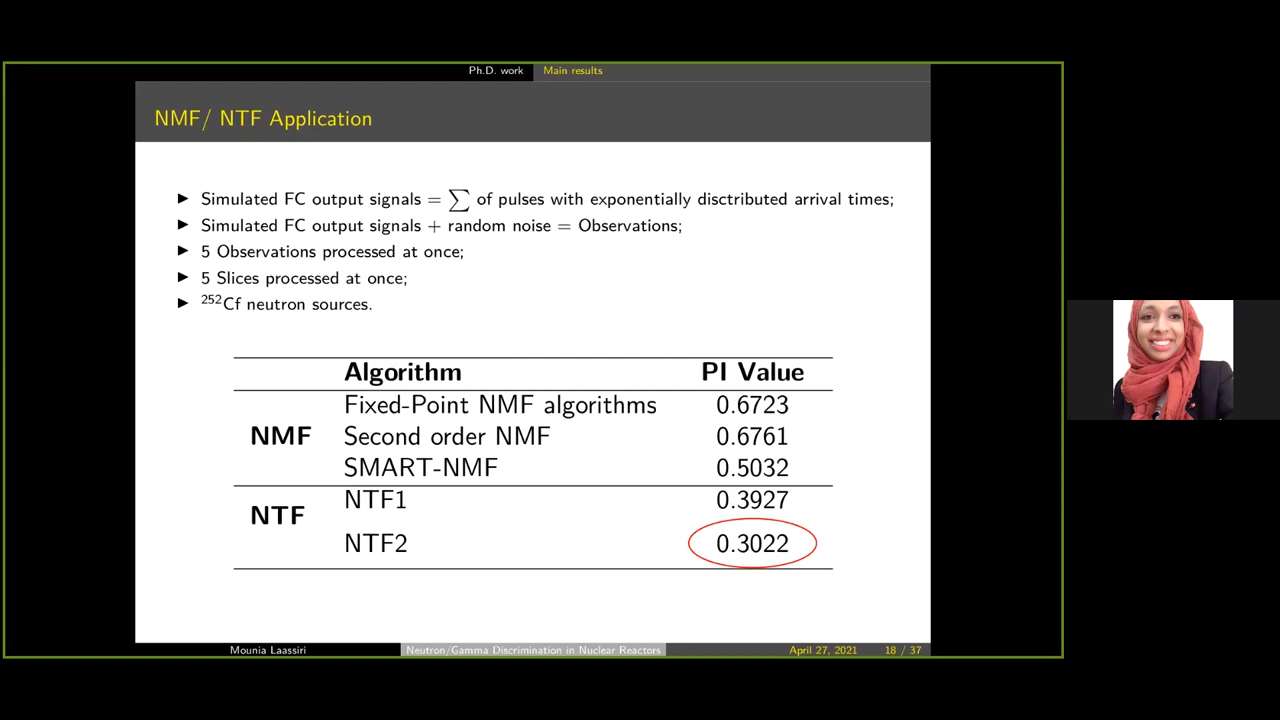 Ph.D. work Main results
NMF/ NTF Application
▶ Simulated FC output signals = ∑ of pulses with exponentially disctributed arrival times;
▶ Simulated FC output signals + random noise = Observations;
▶ 5 Observations processed at once;
▶ 5 Slices processed at once;
▶ ²⁵²Cf neutron sources.
Algorithm PI Value
Fixed-Point NMF algorithms 0.6723
NMF Second order NMF 0.6761
SMART-NMF 0.5032
NTF1 0.3927
NTF
NTF2 0.3022
Mounia Laassiri Neutron/Gamma Discrimination in Nuclear Reactors April 27, 2021 18 / 37